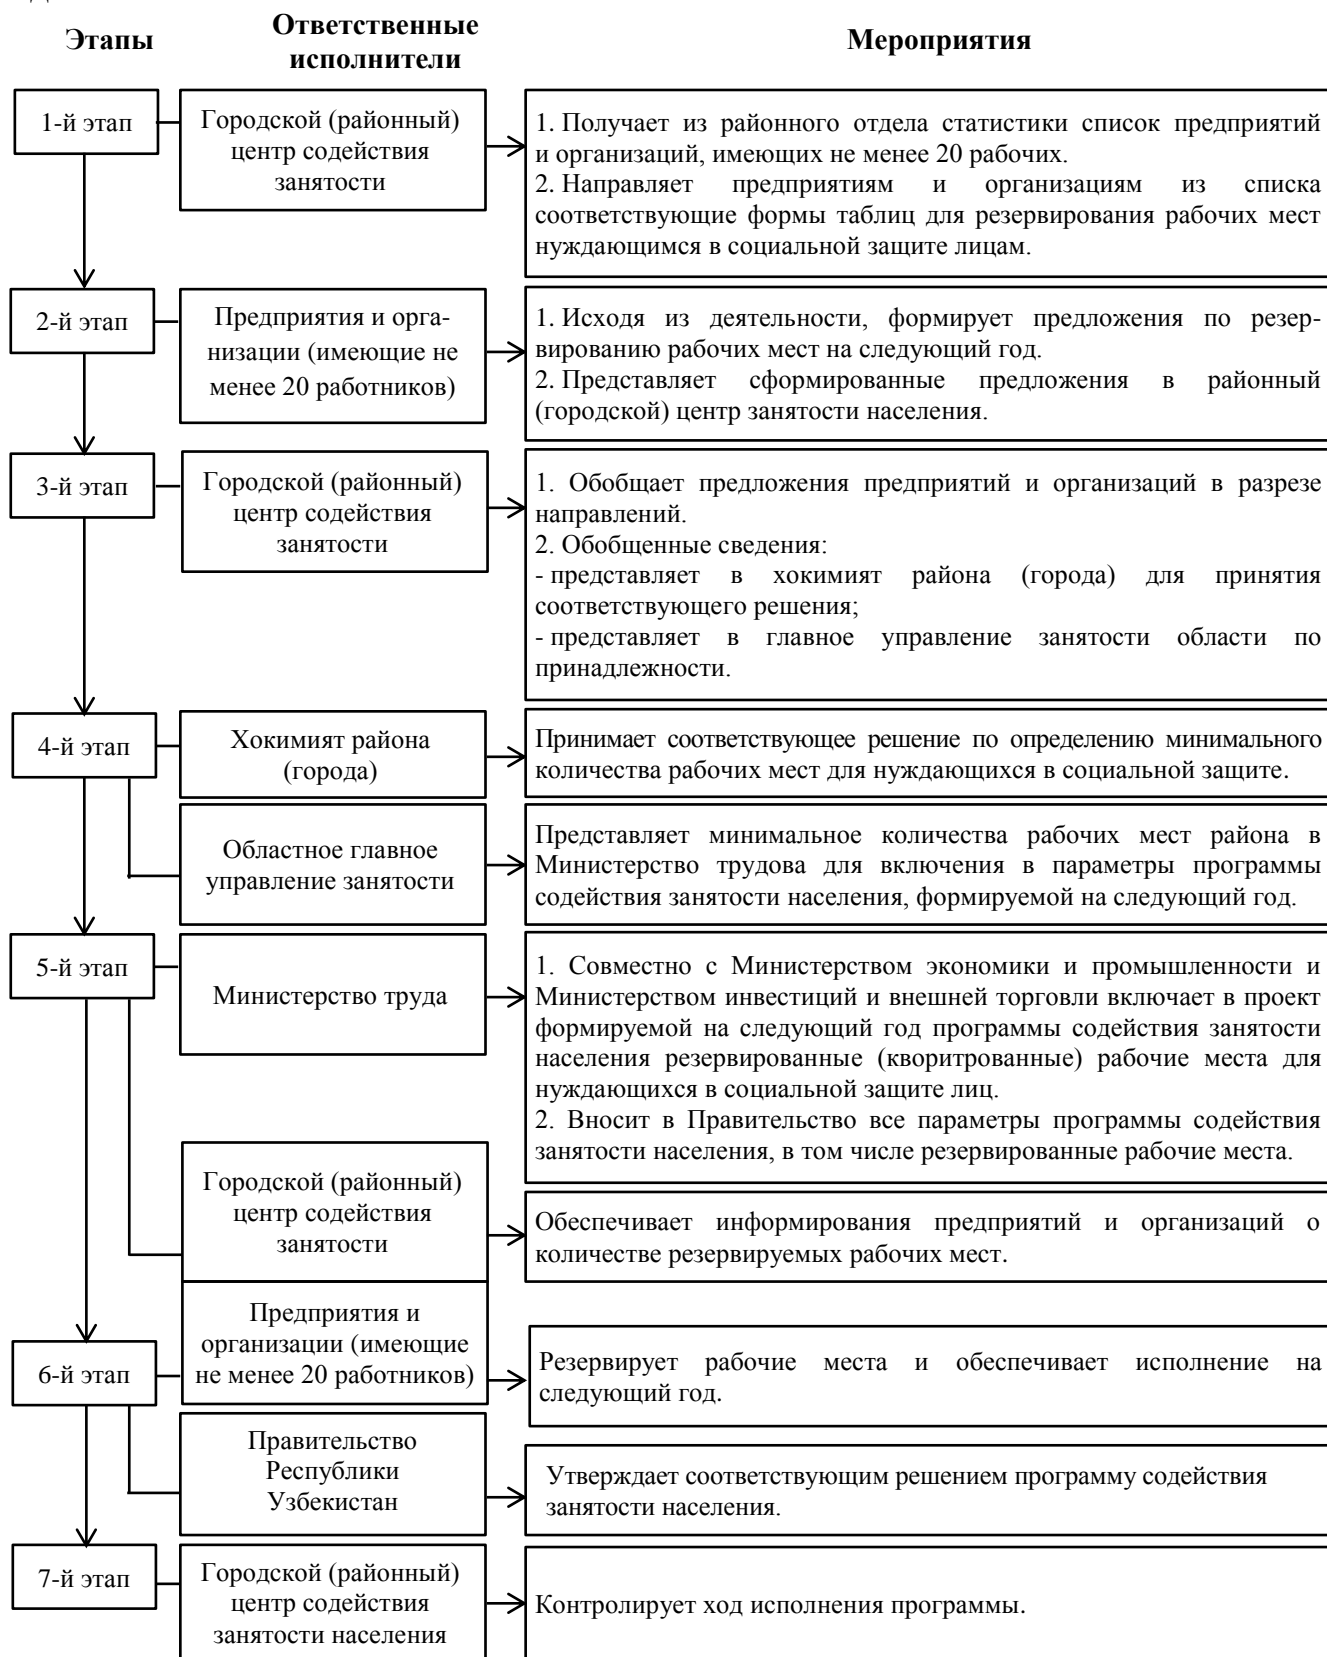 Этапы
Ответственные
исполнители
Мероприятия
1-й этап
Городской (районный)
центр содействия
занятости
1. Получает из районного отдела статистики список предприятий
и организаций, имеющих не менее 20 рабочих.
2. Направляет предприятиям и организациям из списка
соответствующие формы таблиц для резервирования рабочих мест
нуждающимся в социальной защите лицам.
2-й этап
Предприятия и орга-
низации (имеющие не
менее 20 работников)
1. Исходя из деятельности, формирует предложения по резер-
вированию рабочих мест на следующий год.
2. Представляет сформированные предложения в районный
(городской) центр занятости населения.
3-й этап
Городской (районный)
центр содействия
занятости
1. Обобщает предложения предприятий и организаций в разрезе
направлений.
2. Обобщенные сведения:
- представляет в хокимият района (города) для принятия
соответствующего решения;
- представляет в главное управление занятости области по
принадлежности.
4-й этап
Хокимият района
(города)
Принимает соответствующее решение по определению минимального
количества рабочих мест для нуждающихся в социальной защите.
Областное главное
управление занятости
Представляет минимальное количества рабочих мест района в
Министерство трудова для включения в параметры программы
содействия занятости населения, формируемой на следующий год.
5-й этап
Министерство труда
1. Совместно с Министерством экономики и промышленности и
Министерством инвестиций и внешней торговли включает в проект
формируемой на следующий год программы содействия занятости
населения резервированные (кворитрованные) рабочие места для
нуждающихся в социальной защите лиц.
2. Вносит в Правительство все параметры программы содействия
занятости населения, в том числе резервированные рабочие места.
Городской (районный)
центр содействия
занятости
Обеспечивает информирования предприятий и организаций о
количестве резервируемых рабочих мест.
6-й этап
Предприятия и
организации (имеющие
не менее 20 работников)
Резервирует рабочие места и обеспечивает исполнение на
следующий год.
Правительство
Республики
Узбекистан
Утверждает соответствующим решением программу содействия
занятости населения.
7-й этап
Городской (районный)
центр содействия
занятости населения
Контролирует ход исполнения программы.